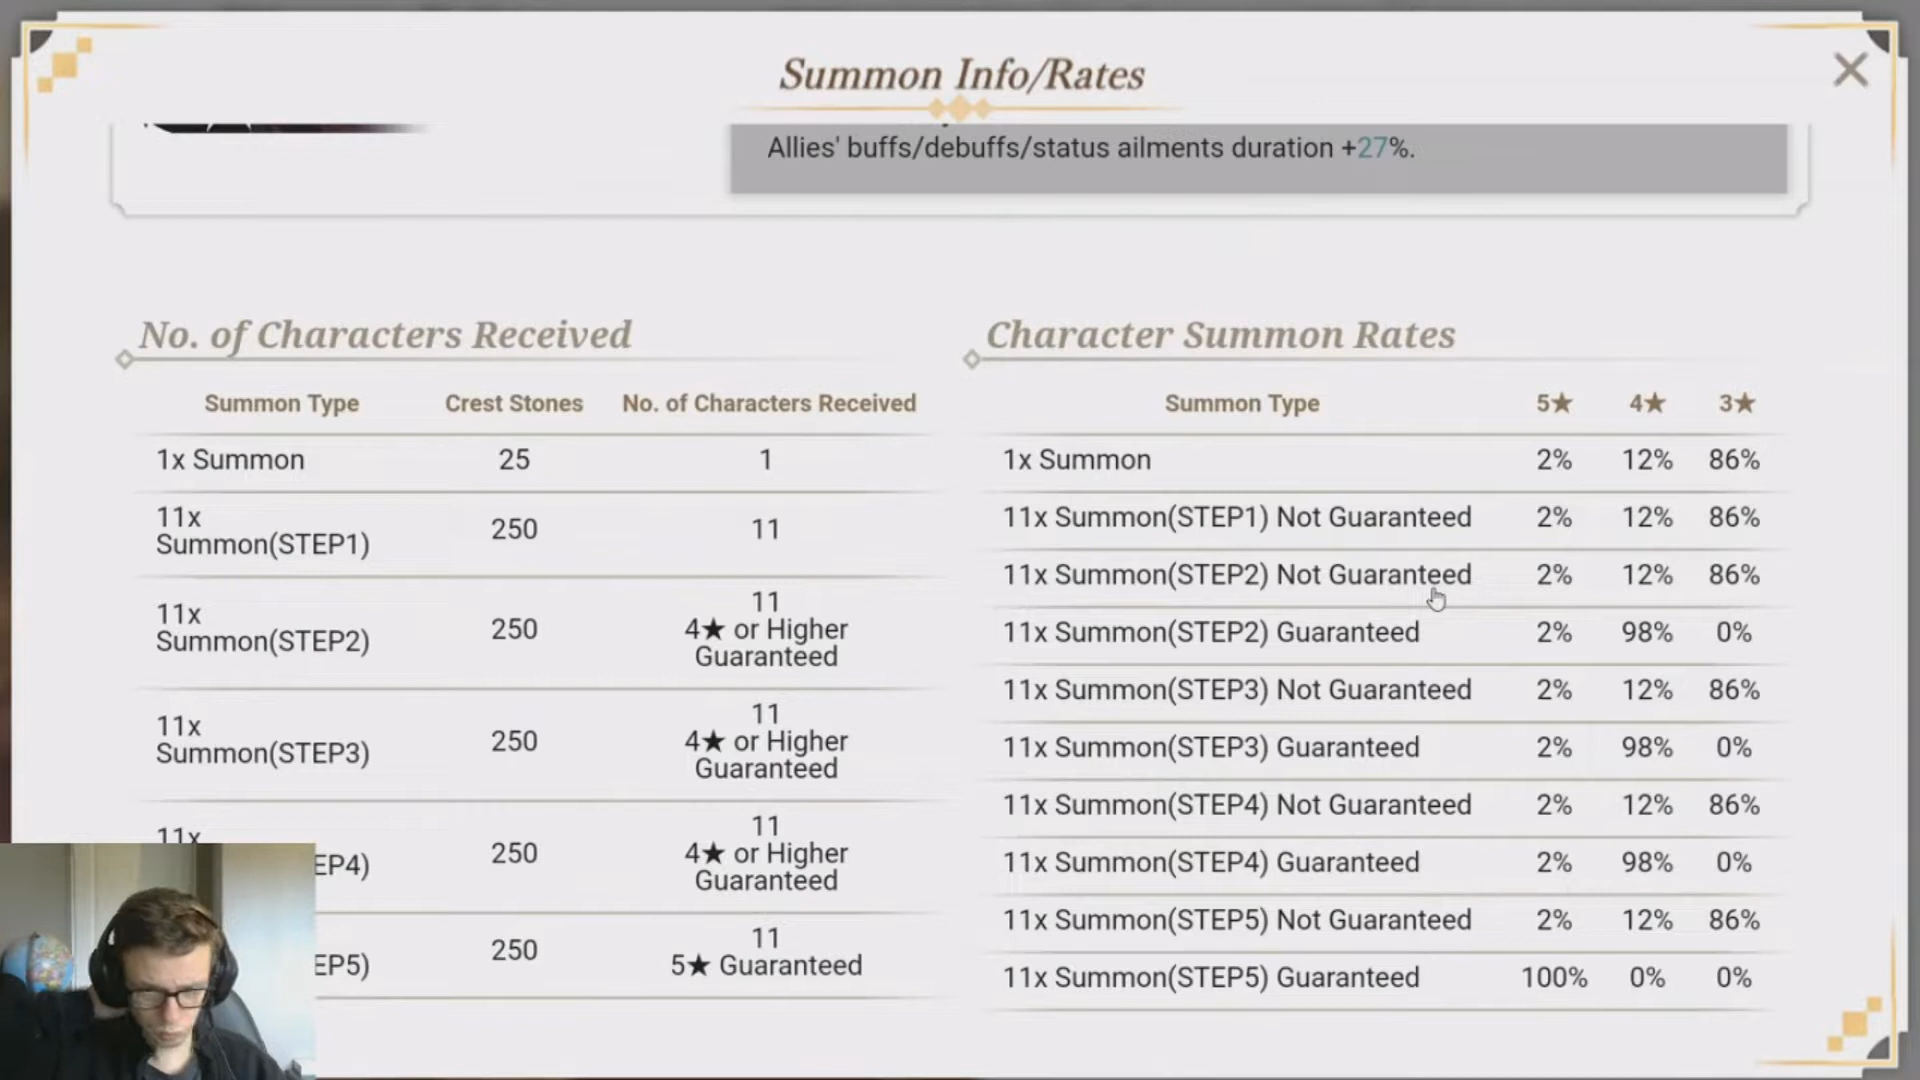 Summon Info/Rates
Allies' buffs/debuffs/status ailments duration +27%.
No. of Characters Received
Summon Type Crest Stones No. of Characters Received
1x Summon 25 1
11x
Summon(STEP1) 250 11
11x
Summon(STEP2) 250 11
4★ or Higher
Guaranteed
11x
Summon(STEP3) 250 11
4★ or Higher
Guaranteed
11x
EP4) 250 11
4★ or Higher
Guaranteed
EP5) 250 11
5★ Guaranteed
Character Summon Rates
Summon Type 5★ 4★ 3★
1x Summon 2% 12% 86%
11x Summon(STEP1) Not Guaranteed 2% 12% 86%
11x Summon(STEP2) Not Guaranteed 2% 12% 86%
11x Summon(STEP2) Guaranteed 2% 98% 0%
11x Summon(STEP3) Not Guaranteed 2% 12% 86%
11x Summon(STEP3) Guaranteed 2% 98% 0%
11x Summon(STEP4) Not Guaranteed 2% 12% 86%
11x Summon(STEP4) Guaranteed 2% 98% 0%
11x Summon(STEP5) Not Guaranteed 2% 12% 86%
11x Summon(STEP5) Guaranteed 100% 0% 0%